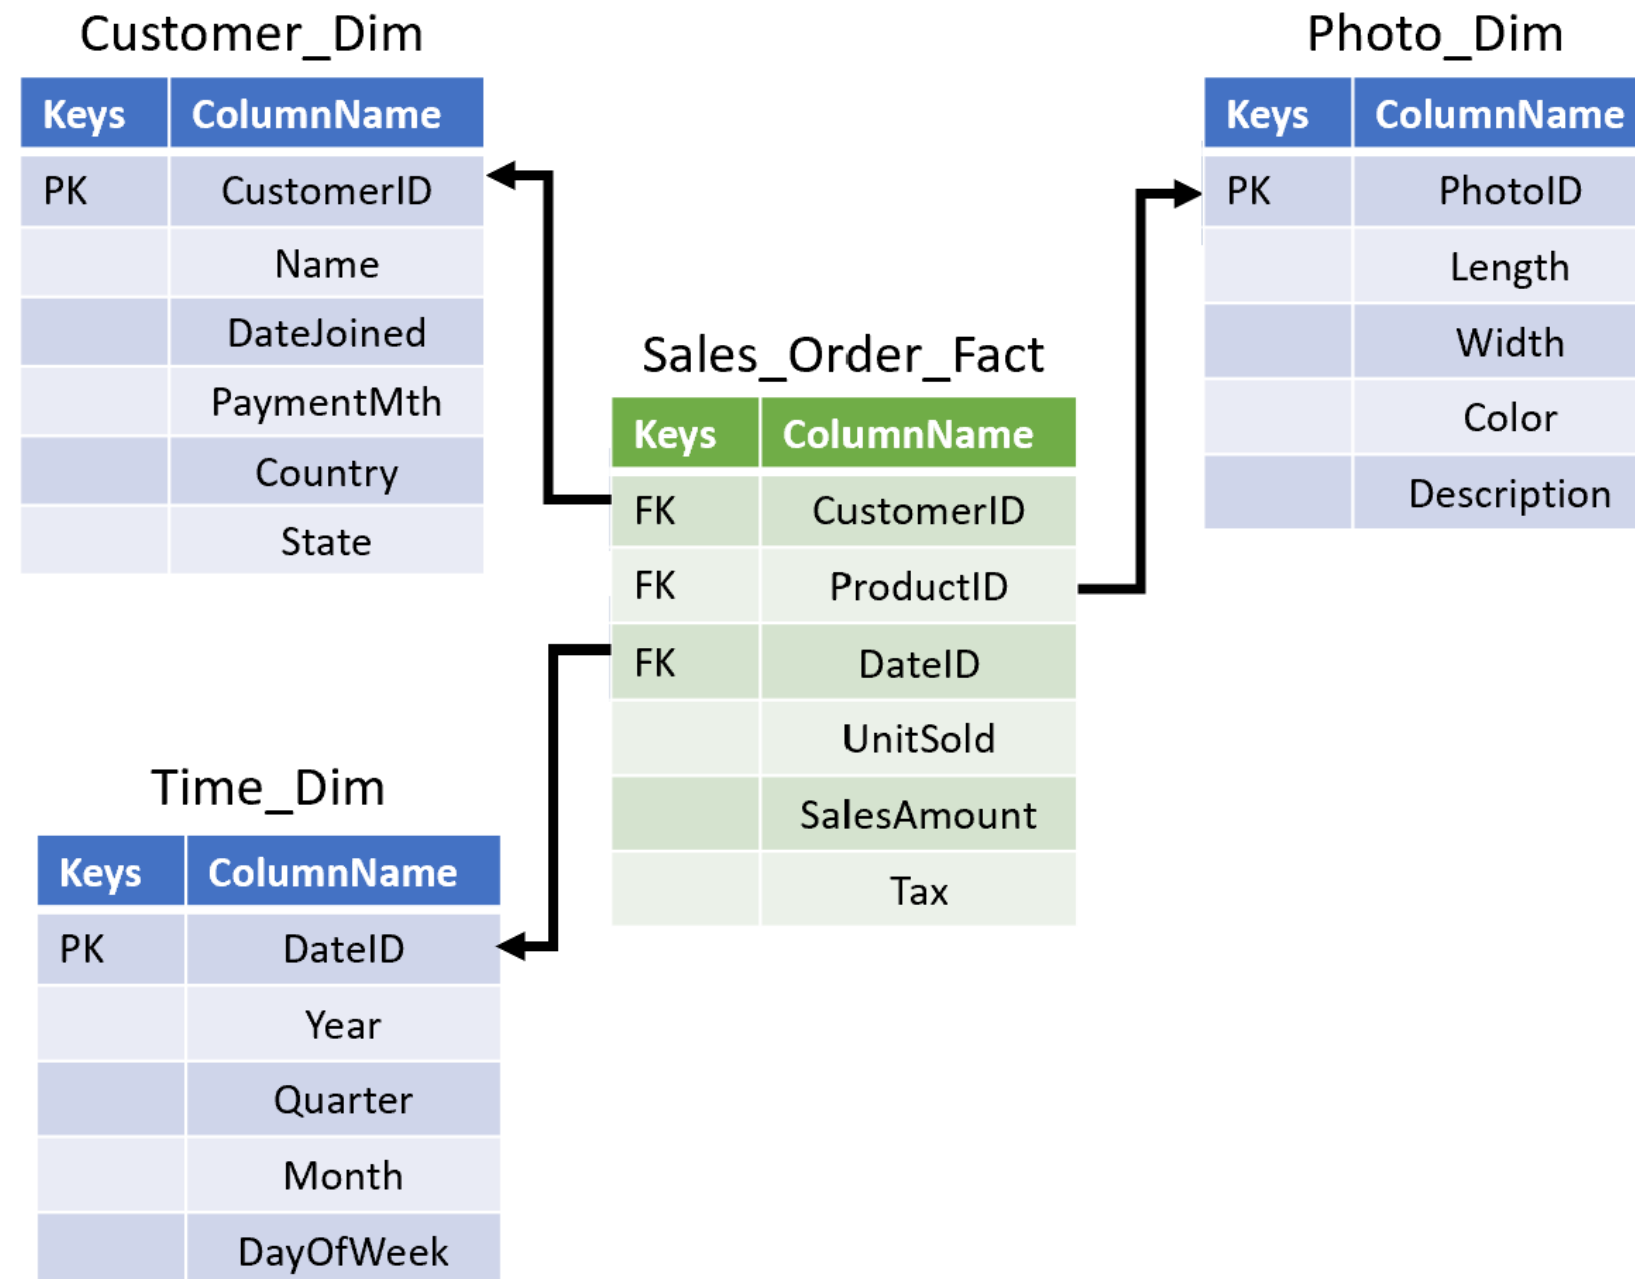 Customer_Dim
Keys ColumnName
PK CustomerID
Name
DateJoined
PaymentMth
Country
State
Photo_Dim
Keys ColumnName
PK PhotoID
Length
Width
Color
Description
Sales_Order_Fact
Keys ColumnName
FK CustomerID
FK ProductID
FK DateID
UnitSold
SalesAmount
Tax
Time_Dim
Keys ColumnName
PK DateID
Year
Quarter
Month
DayOfWeek